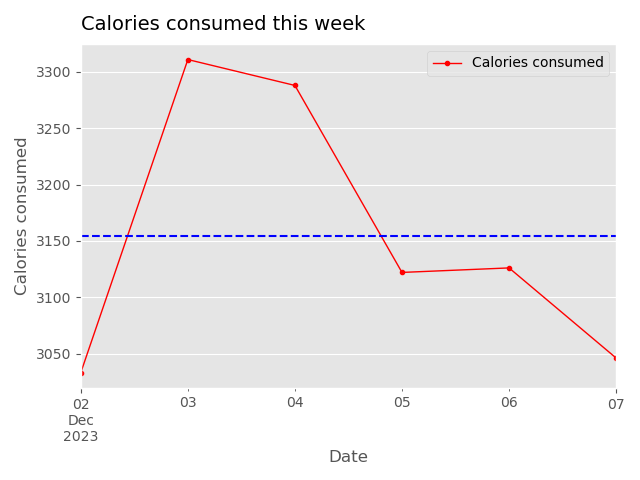 Calories consumed this week
Calories consumed
Calories consumed
3300
3250
3200
3150
3100
3050
02 03 04 05 06 07
Dec
2023
Date